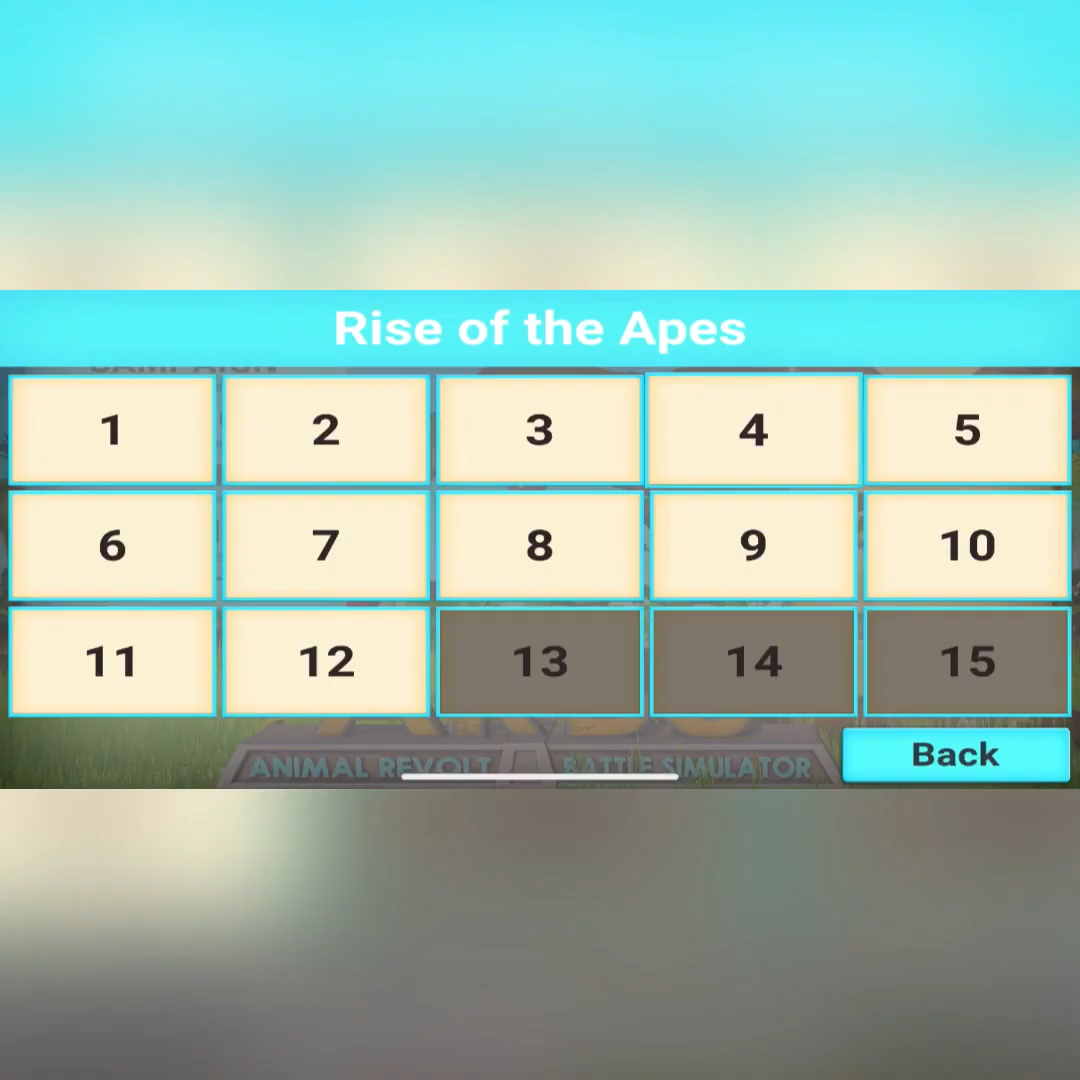 Rise of the Apes
CAMPAIGN
1 2 3 4 5
6 7 8 9 10
11 12 13 14 15
ANIMAL REVOLT BATTLE SIMULATOR
Back